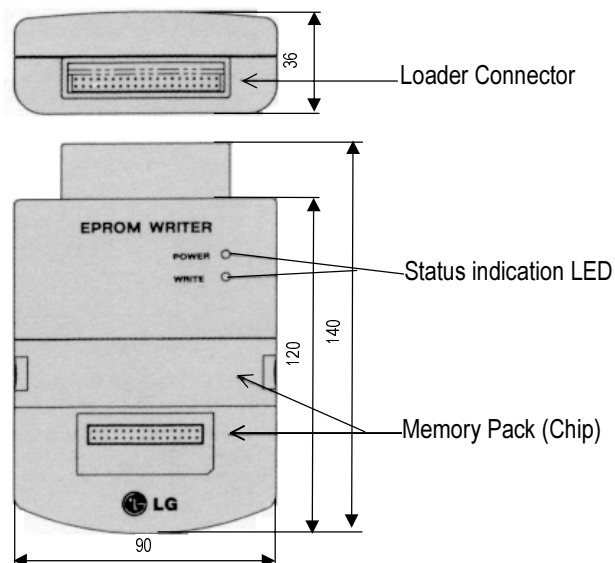 36
Loader Connector
EPROM WRITER
POWER
WRITE
Status indication LED
120
140
Memory Pack (Chip)
LG
90